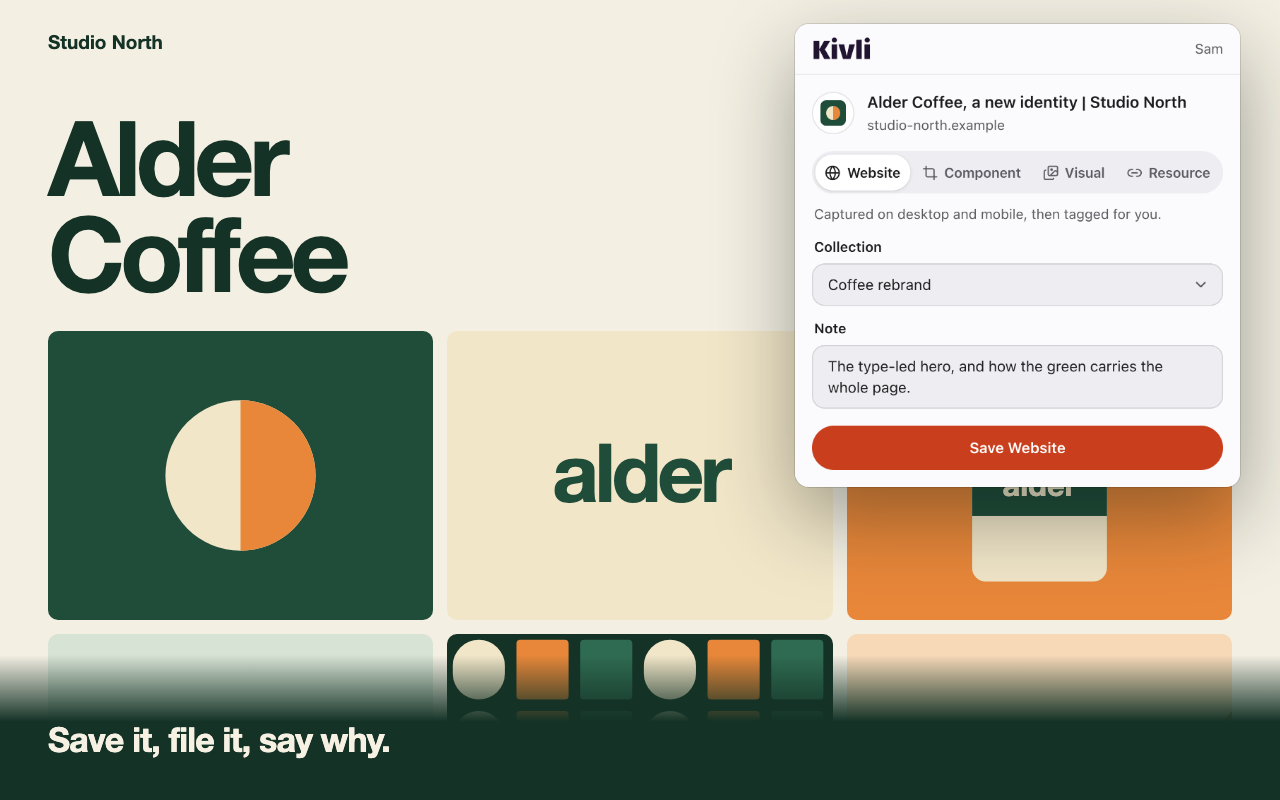 Studio North
Alder
Coffee
alder
alder
Kivli
Sam
Alder Coffee, a new identity | Studio North
studio-north.example
Website
Component
Visual
Resource
Captured on desktop and mobile, then tagged for you.
Collection
Coffee rebrand
Note
The type-led hero, and how the green carries the
whole page.
Save Website
Save it, file it, say why.